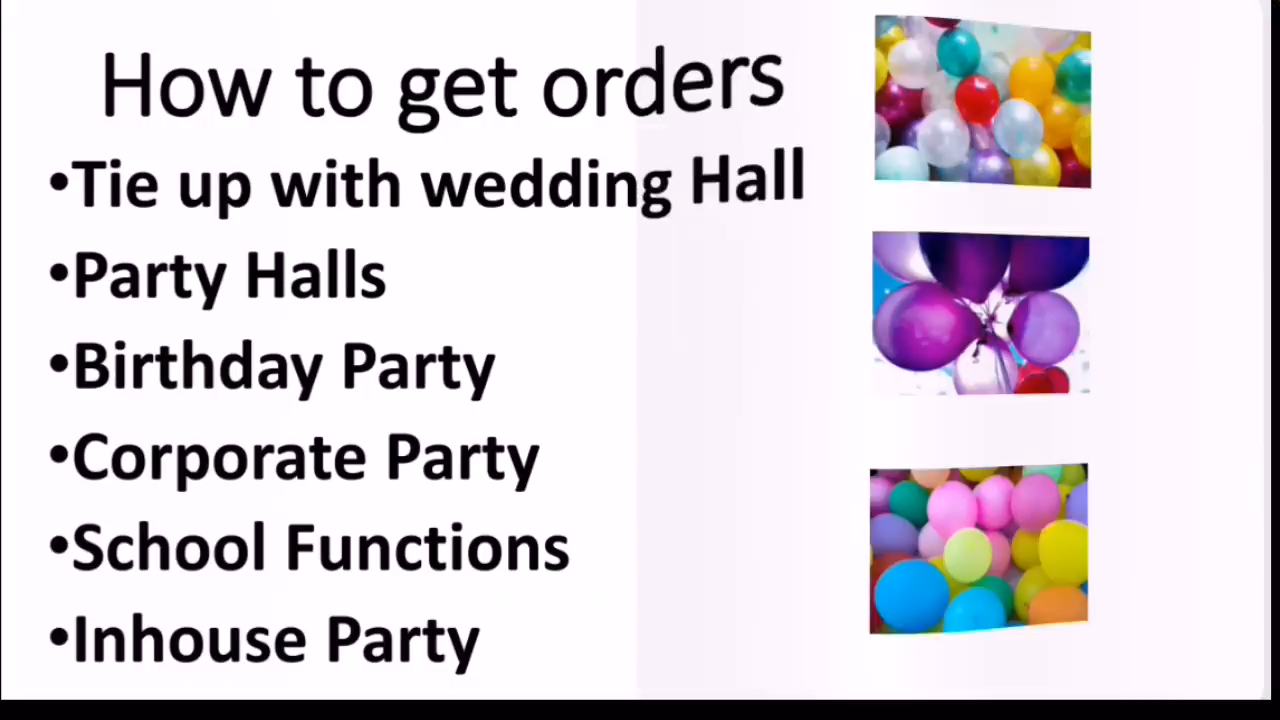 How to get orders
•Tie up with wedding Hall
•Party Halls
•Birthday Party
•Corporate Party
•School Functions
•Inhouse Party